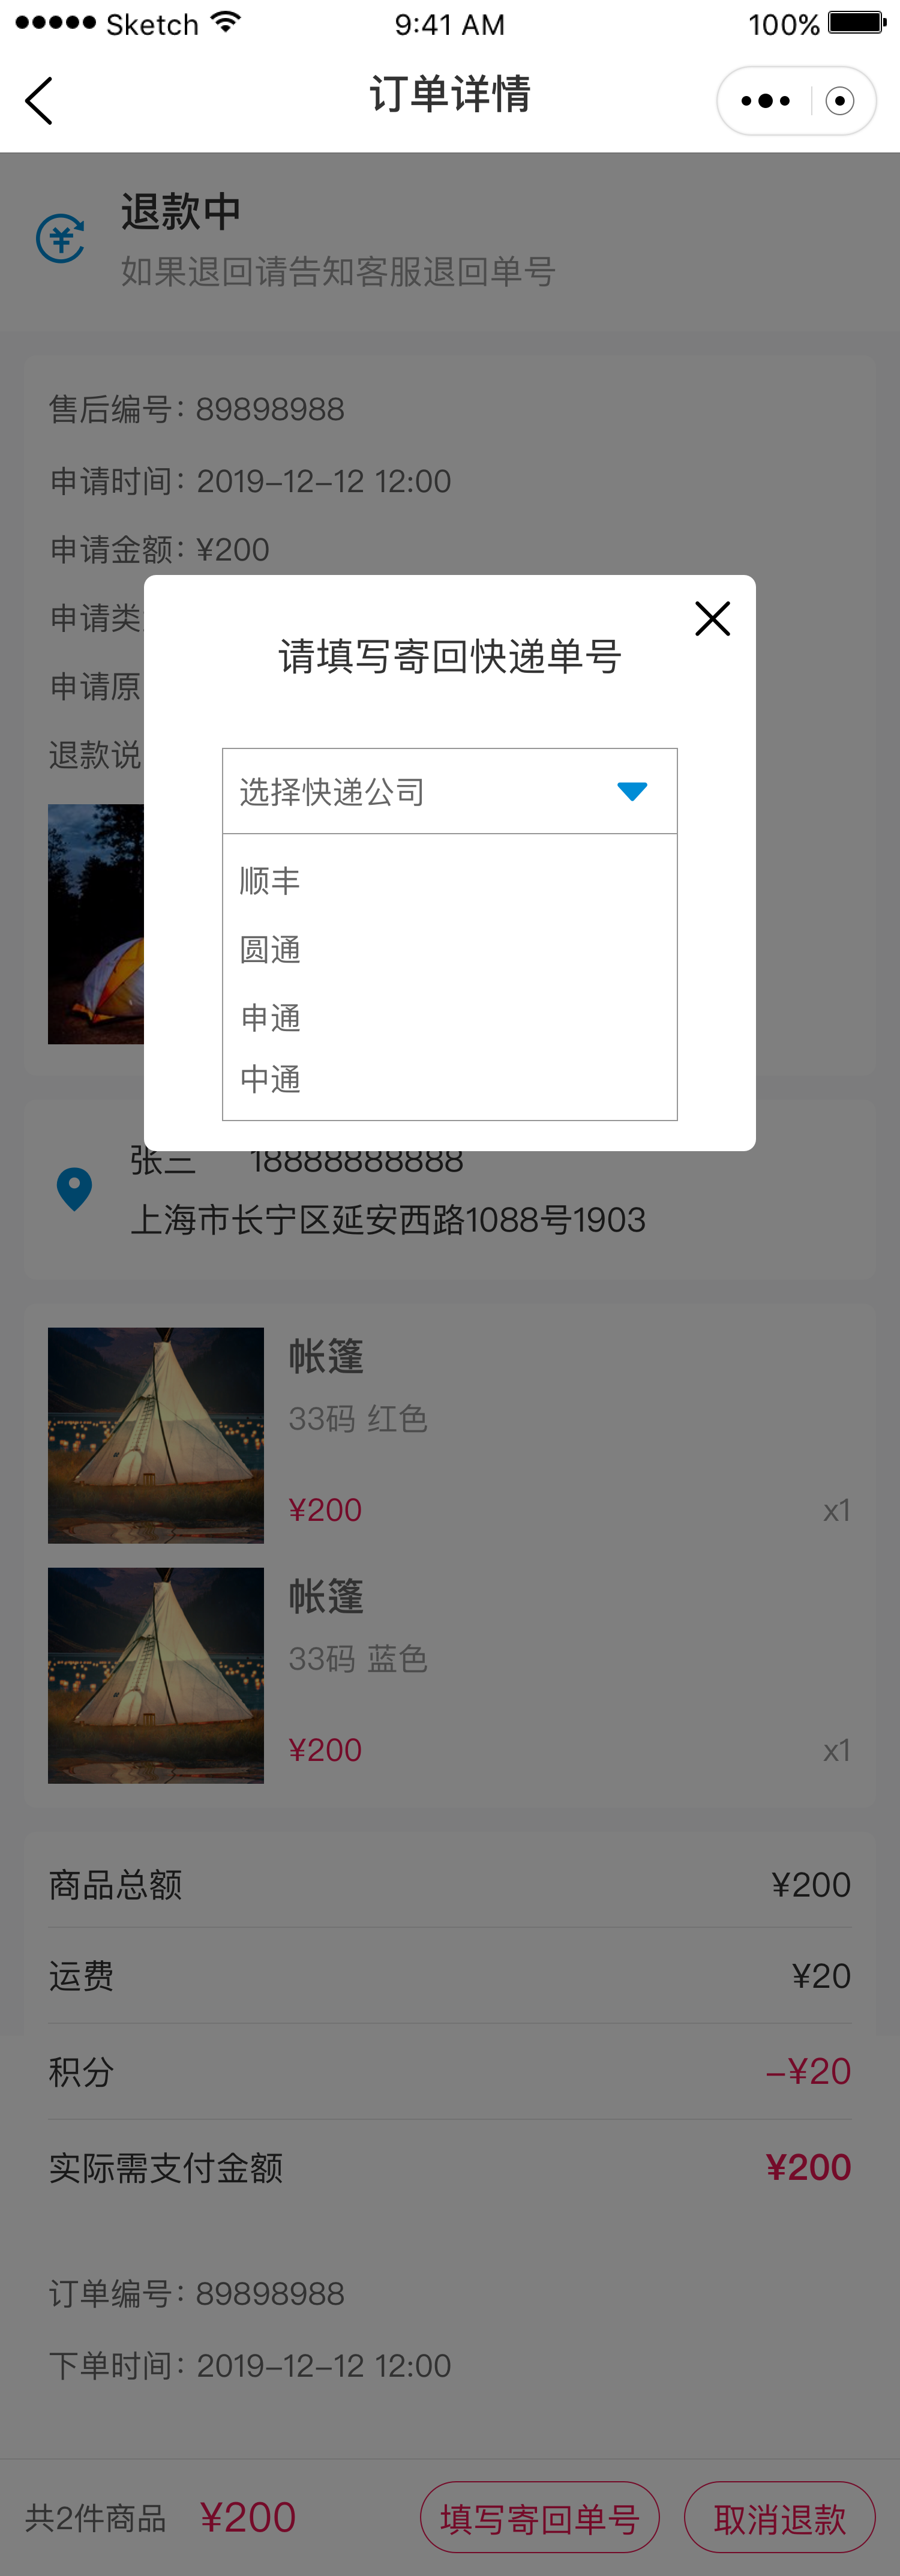 Sketch 9:41 AM 100%
订单详情
退款中
如果退回请告知客服退回单号
售后编号：89898988
申请时间：2019-12-12 12:00
申请金额：¥200
申请类
申请原
退款说
请填写寄回快递单号
选择快递公司
顺丰
圆通
申通
中通
张三 18888888888
上海市长宁区延安西路1088号1903
帐篷
33码 红色
¥200 x1
帐篷
33码 蓝色
¥200 x1
商品总额 ¥200
运费 ¥20
积分 -¥20
实际需支付金额 ¥200
订单编号：89898988
下单时间：2019-12-12 12:00
共2件商品 ¥200 填写寄回单号 取消退款